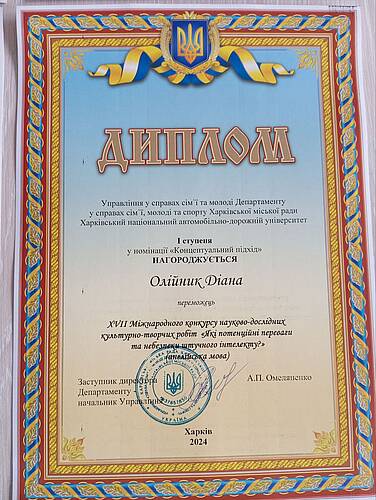 ДИПЛОМ
Управління у справах сім´ї та молоді Департаменту
у справах сім´ї, молоді та спорту Харківської міської ради
Харківський національний автомобільно-дорожній університет
І ступеня
у номінації «Концептуальний підхід»
НАГОРОДЖУЄТЬСЯ
Олійник Діана
переможець
XVII Міжнародного конкурсу науково-дослідних
культурно-творчих робіт «Які потенційні переваги
та небезпеки штучного інтелекту?»
(англійська мова)
Заступник директора
Департаменту -
начальник Управління
А.П. Омеляненко
УКРАЇНА
Харків
2024